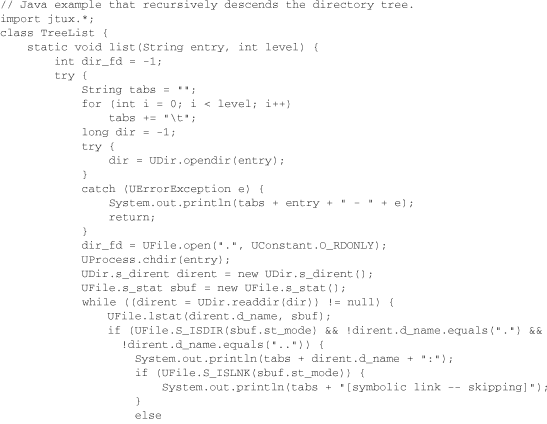 // Java example that recursively descends the directory tree.
import jtux.*;
class TreeList {
    static void list(String entry, int level) {
        int dir_fd = -1;
        try {
            String tabs = "";
            for (int i = 0; i < level; i++)
                tabs += "\t";
            long dir = -1;
            try {
                dir = UDir.opendir(entry);
            }
            catch (UErrorException e) {
                System.out.println(tabs + entry + " - " + e);
                return;
            }
            dir_fd = UFile.open(".", UConstant.O_RDONLY);
            UProcess.chdir(entry);
            UDir.s_dirent dirent = new UDir.s_dirent();
            UFile.s_stat sbuf = new UFile.s_stat();
            while ((dirent = UDir.readdir(dir)) != null) {
                UFile.lstat(dirent.d_name, sbuf);
                if (UFile.S_ISDIR(sbuf.st_mode) && !dirent.d_name.equals(".") &&
                  !dirent.d_name.equals("..")) {
                    System.out.println(tabs + dirent.d_name + ":");
                    if (UFile.S_ISLNK(sbuf.st_mode)) {
                        System.out.println(tabs + "[symbolic link -- skipping]");
                    }
                    else